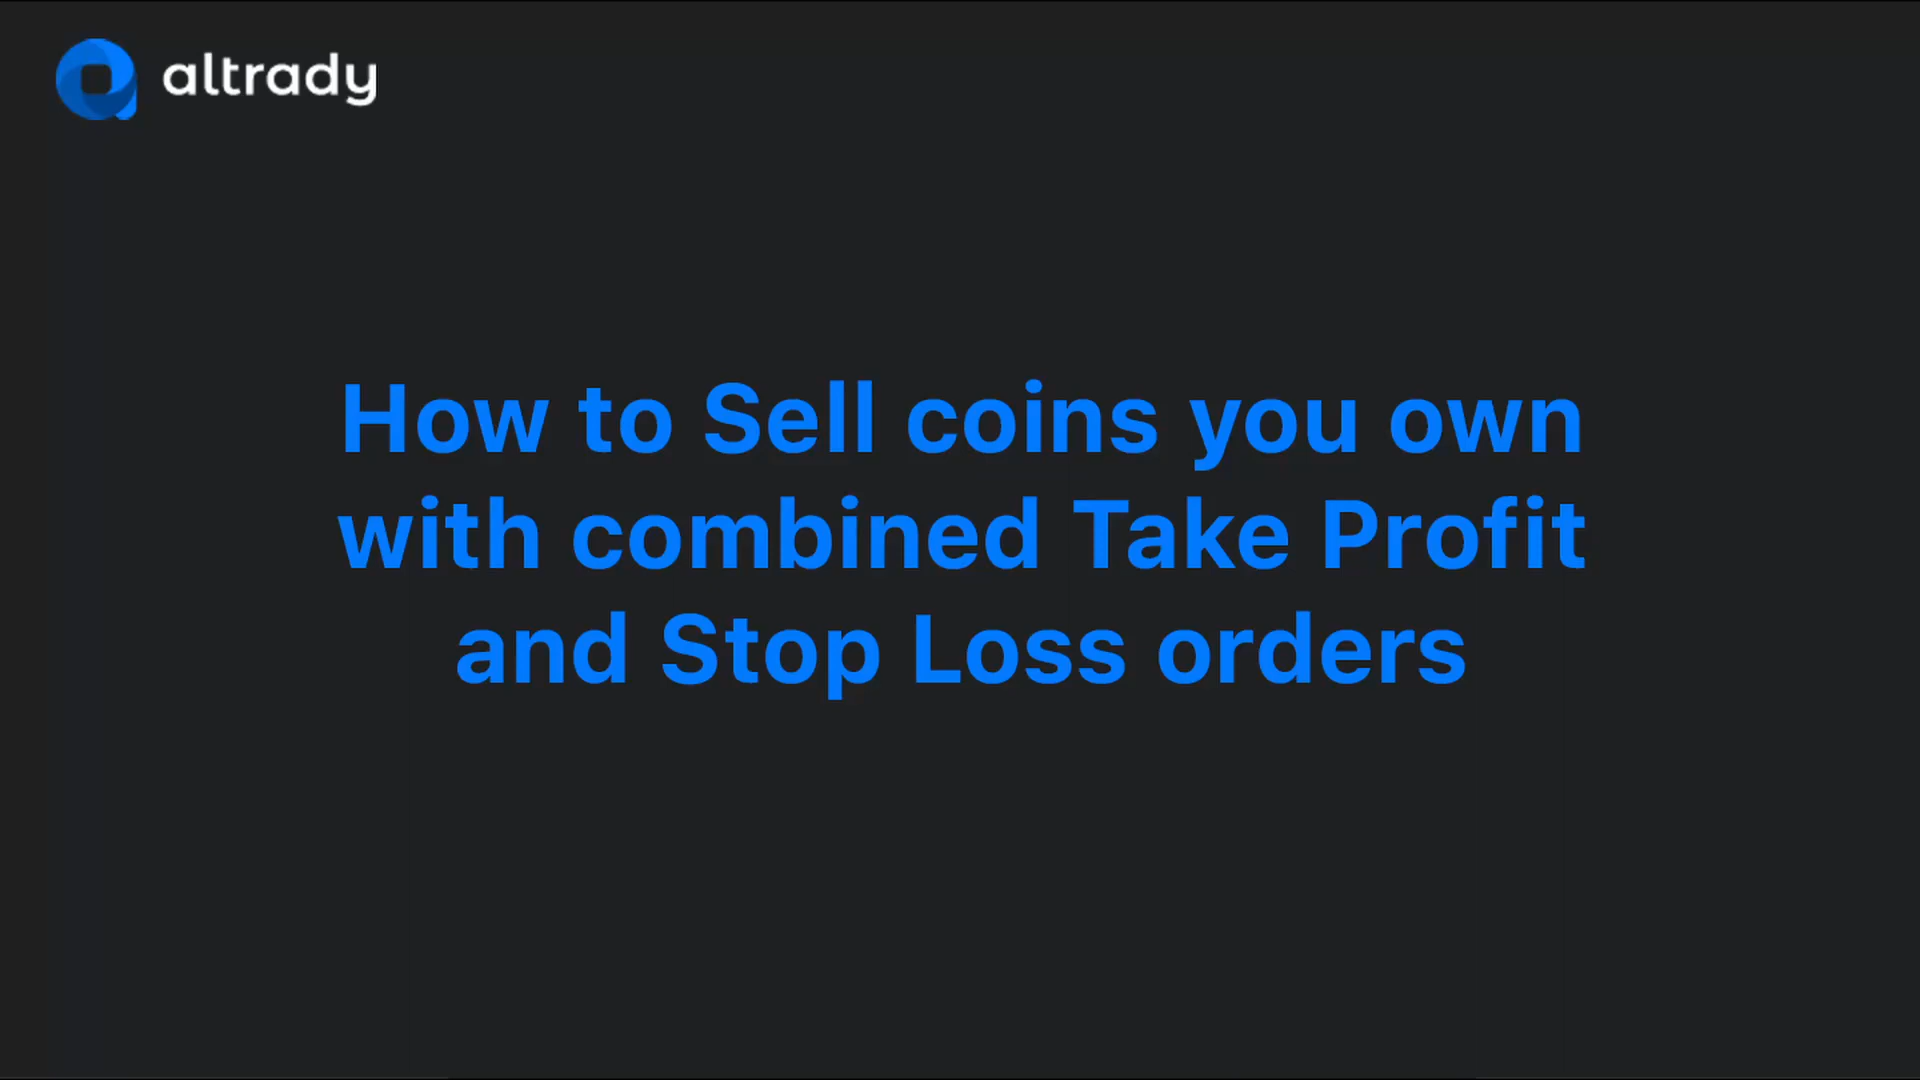 altrady
How to Sell coins you own
with combined Take Profit
and Stop Loss orders